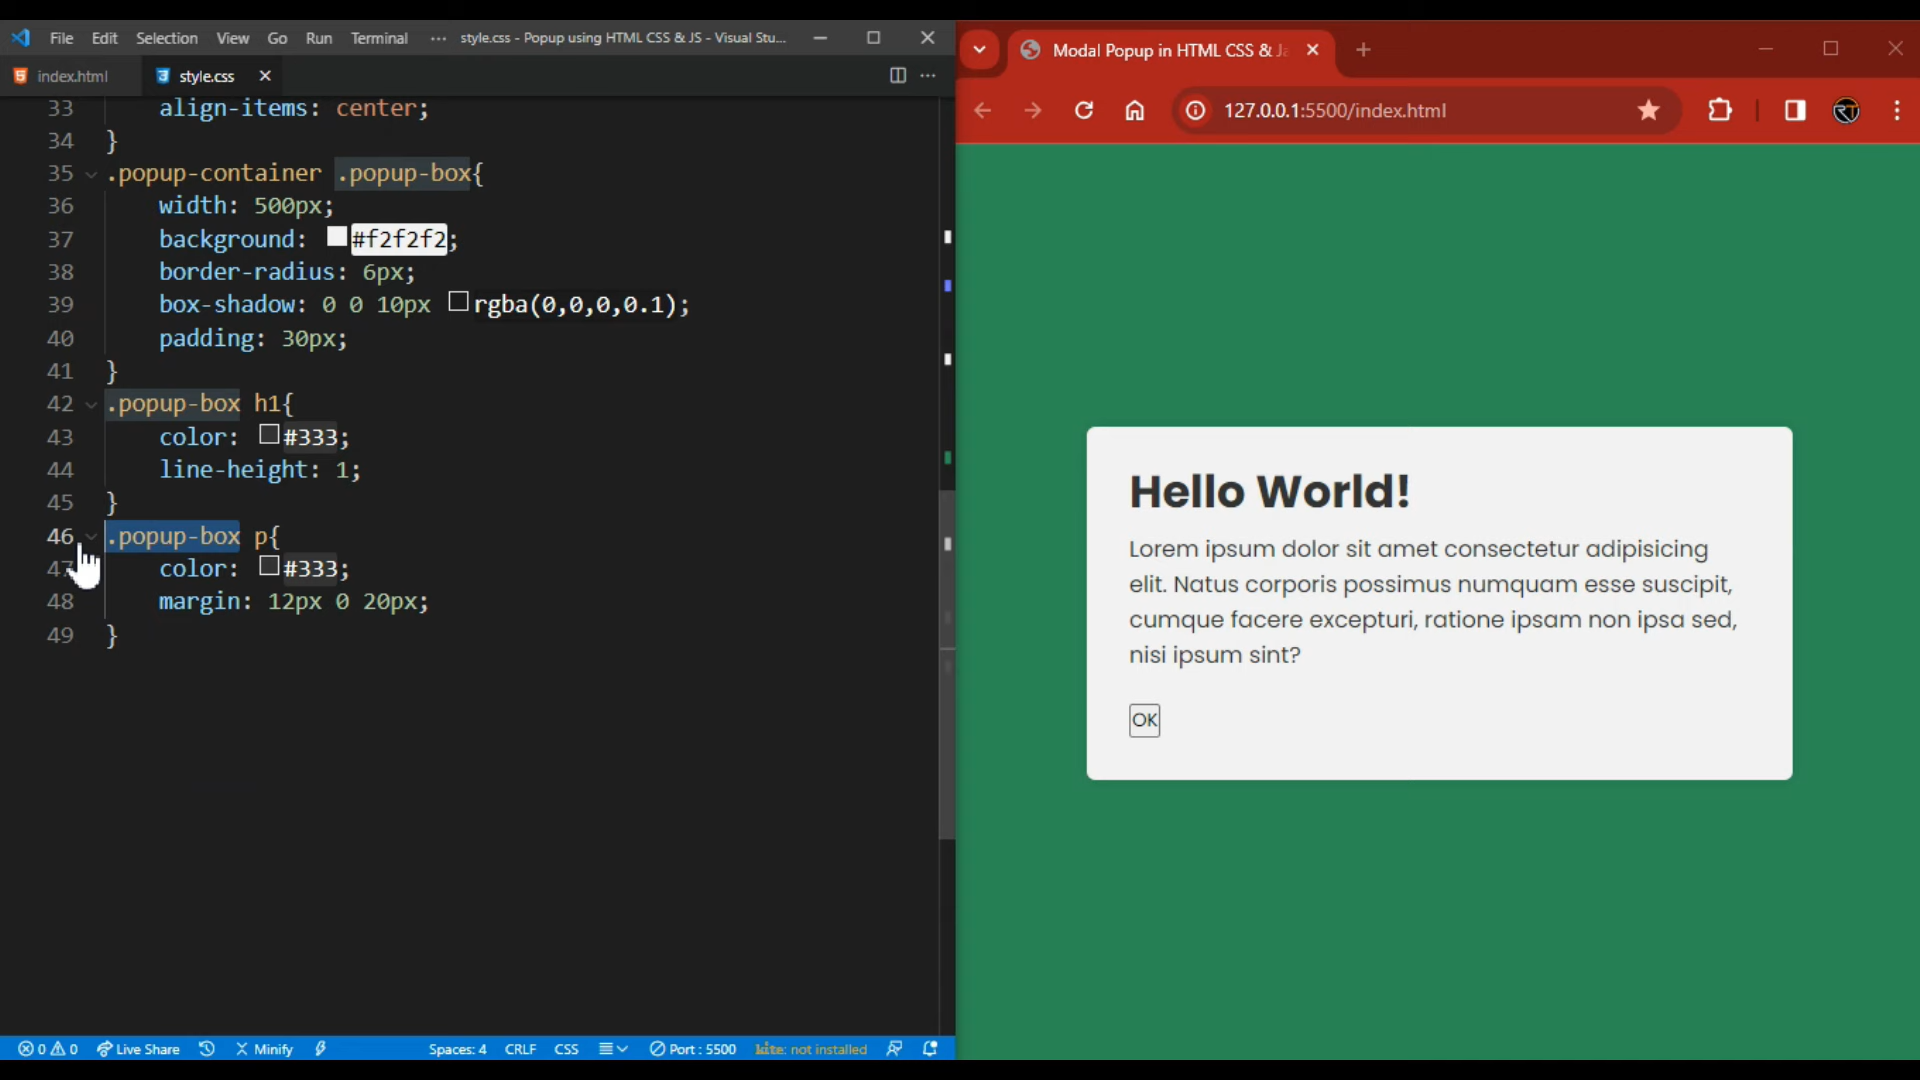 File Edit Selection View Go Run Terminal ··· style.css - Popup using HTML CSS & JS - Visual Stu...
index.html style.css
33 align-items: center;
34 }
35 .popup-container .popup-box{
36 width: 500px;
37 background: #f2f2f2;
38 border-radius: 6px;
39 box-shadow: 0 0 10px rgba(0,0,0,0.1);
40 padding: 30px;
41 }
42 .popup-box h1{
43 color: #333;
44 line-height: 1;
45 }
46 .popup-box p{
47 color: #333;
48 margin: 12px 0 20px;
49 }
0 0 Live Share Minify Spaces: 4 CRLF CSS Port : 5500 kite: not installed
Modal Popup in HTML CSS & Ja
127.0.0.1:5500/index.html
Hello World!
Lorem ipsum dolor sit amet consectetur adipisicing
elit. Natus corporis possimus numquam esse suscipit,
cumque facere excepturi, ratione ipsam non ipsa sed,
nisi ipsum sint?
OK